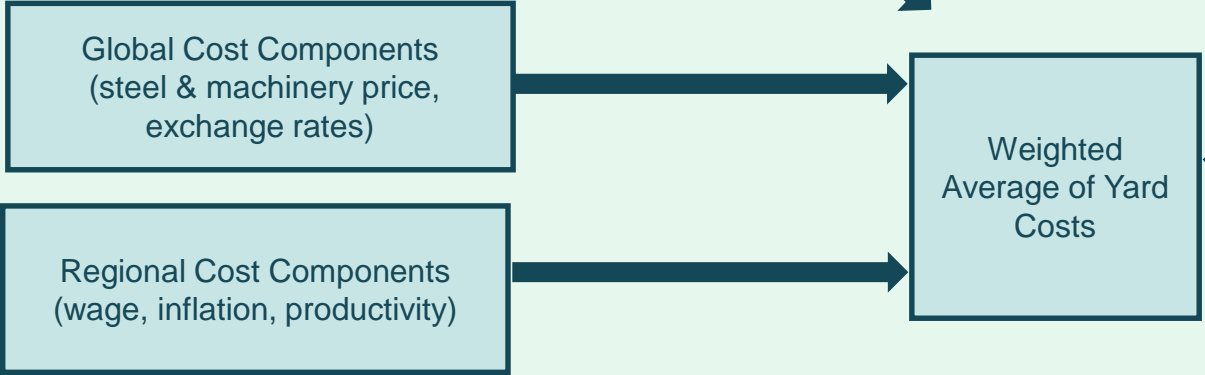 Global Cost Components
(steel & machinery price,
exchange rates)
Weighted
Average of Yard
Costs
Regional Cost Components
(wage, inflation, productivity)